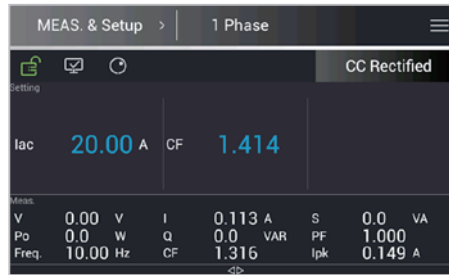 MEAS. & Setup > 1 Phase
CC Rectified
Setting
Iac 20.00 A CF 1.414
Meas.
V 0.00 V I 0.113 A S 0.0 VA
Po 0.0 W Q 0.0 VAR PF 1.000
Freq. 10.00 Hz CF 1.316 Ipk 0.149 A